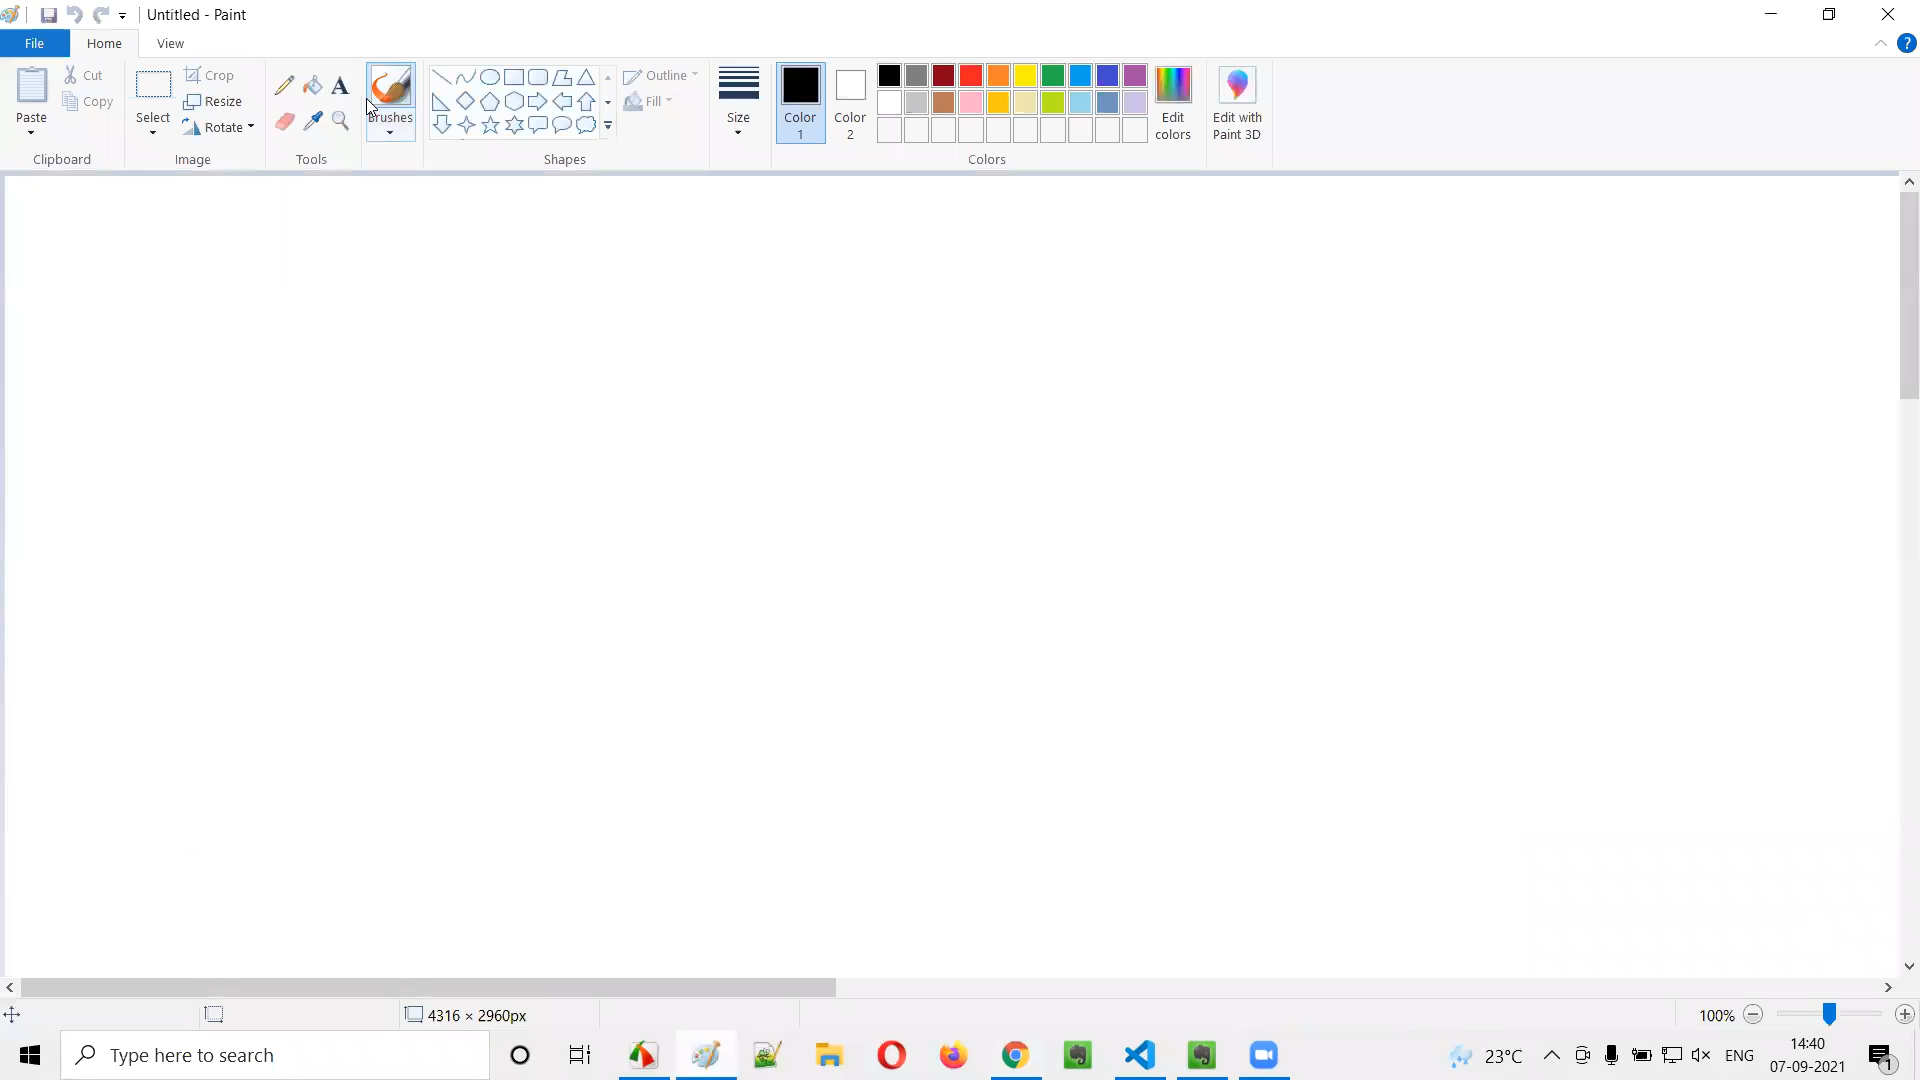 Untitled - Paint
File
Home
View
?
Paste
Cut
Copy
Clipboard
Select
Crop
Resize
Rotate
Image
A
Tools
Brushes
Shapes
Outline
Fill
Size
Color
1
Color
2
Colors
Edit
colors
Edit with
Paint 3D
4316 × 2960px
100%
Type here to search
23°C
ENG
14:40
07-09-2021
1